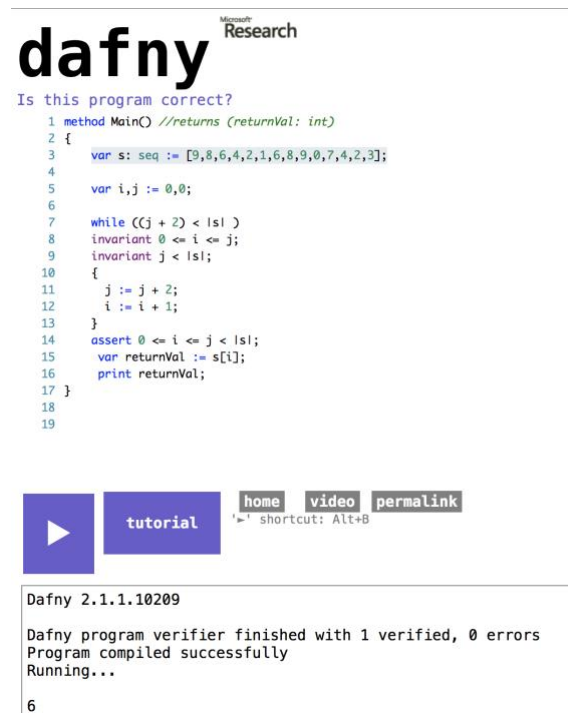 Microsoft
Research
dafny
Is this program correct?
1 method Main() //returns (returnVal: int)
2 {
3 var s: seq := [9,8,6,4,2,1,6,8,9,0,7,4,2,3];
4
5 var i,j := 0,0;
6
7 while ((j + 2) < |s| )
8 invariant 0 <= i <= j;
9 invariant j < |s|;
10 {
11 j := j + 2;
12 i := i + 1;
13 }
14 assert 0 <= i <= j < |s|;
15 var returnVal := s[i];
16 print returnVal;
17 }
18
19
home video permalink
tutorial
'►' shortcut: Alt+B
Dafny 2.1.1.10209
Dafny program verifier finished with 1 verified, 0 errors
Program compiled successfully
Running...
6